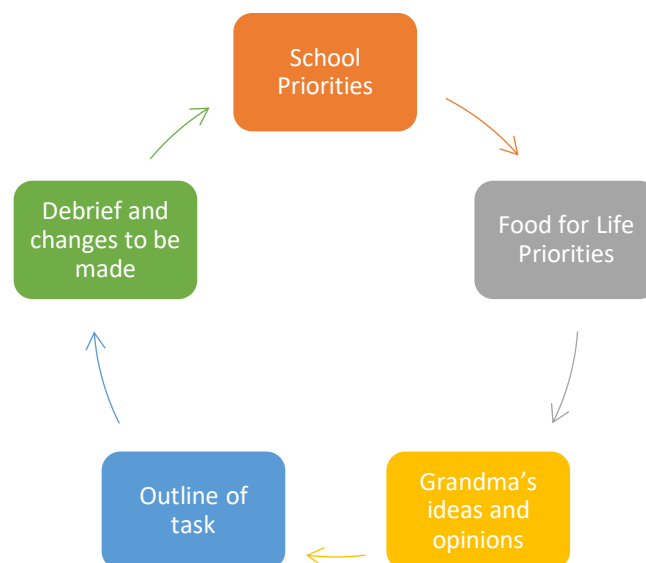 School
Priorities
Food for Life
Priorities
Grandma’s
ideas and
opinions
Outline of
task
Debrief and
changes to be
made